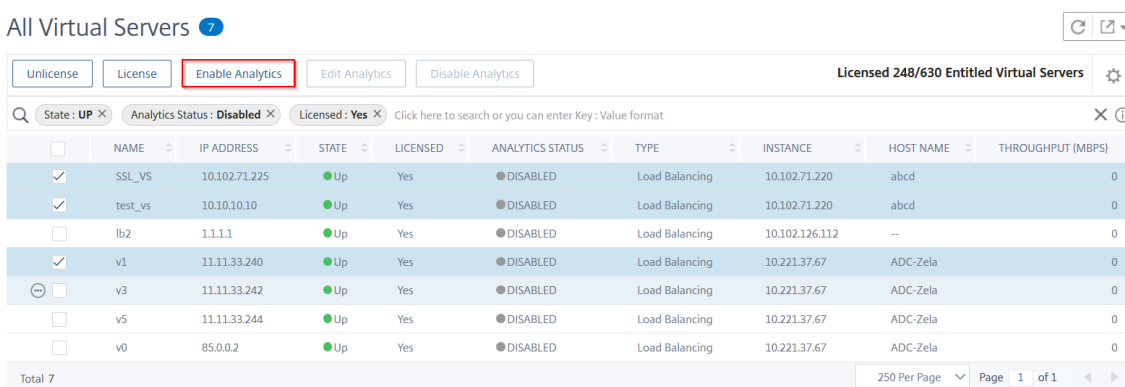 All Virtual Servers 7
Unlicense License Enable Analytics Edit Analytics Disable Analytics Licensed 248/630 Entitled Virtual Servers
State : UP × Analytics Status : Disabled × Licensed : Yes × Click here to search or you can enter Key : Value format
NAME IP ADDRESS STATE LICENSED ANALYTICS STATUS TYPE INSTANCE HOST NAME THROUGHPUT (MBPS)
SSL_VS 10.102.71.225 Up Yes DISABLED Load Balancing 10.102.71.220 abcd 0
test_vs 10.10.10.10 Up Yes DISABLED Load Balancing 10.102.71.220 abcd 0
lb2 1.1.1.1 Up Yes DISABLED Load Balancing 10.102.126.112 -- 0
v1 11.11.33.240 Up Yes DISABLED Load Balancing 10.221.37.67 ADC-Zela 0
v3 11.11.33.242 Up Yes DISABLED Load Balancing 10.221.37.67 ADC-Zela 0
v5 11.11.33.244 Up Yes DISABLED Load Balancing 10.221.37.67 ADC-Zela 0
v0 85.0.0.2 Up Yes DISABLED Load Balancing 10.221.37.67 ADC-Zela 0
Total 7 250 Per Page Page 1 of 1